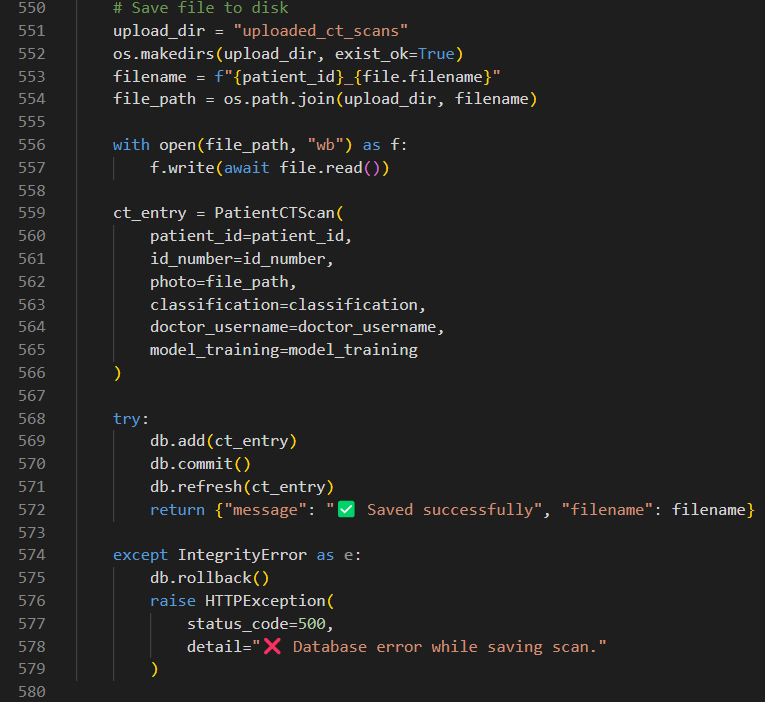 550 # Save file to disk
551 upload_dir = "uploaded_ct_scans"
552 os.makedirs(upload_dir, exist_ok=True)
553 filename = f"{patient_id}_{file.filename}"
554 file_path = os.path.join(upload_dir, filename)
555
556 with open(file_path, "wb") as f:
557     f.write(await file.read())
558
559 ct_entry = PatientCTScan(
560     patient_id=patient_id,
561     id_number=id_number,
562     photo=file_path,
563     classification=classification,
564     doctor_username=doctor_username,
565     model_training=model_training
566 )
567
568 try:
569     db.add(ct_entry)
570     db.commit()
571     db.refresh(ct_entry)
572     return {"message": "✅ Saved successfully", "filename": filename}
573
574 except IntegrityError as e:
575     db.rollback()
576     raise HTTPException(
577         status_code=500,
578         detail="❌ Database error while saving scan."
579     )
580